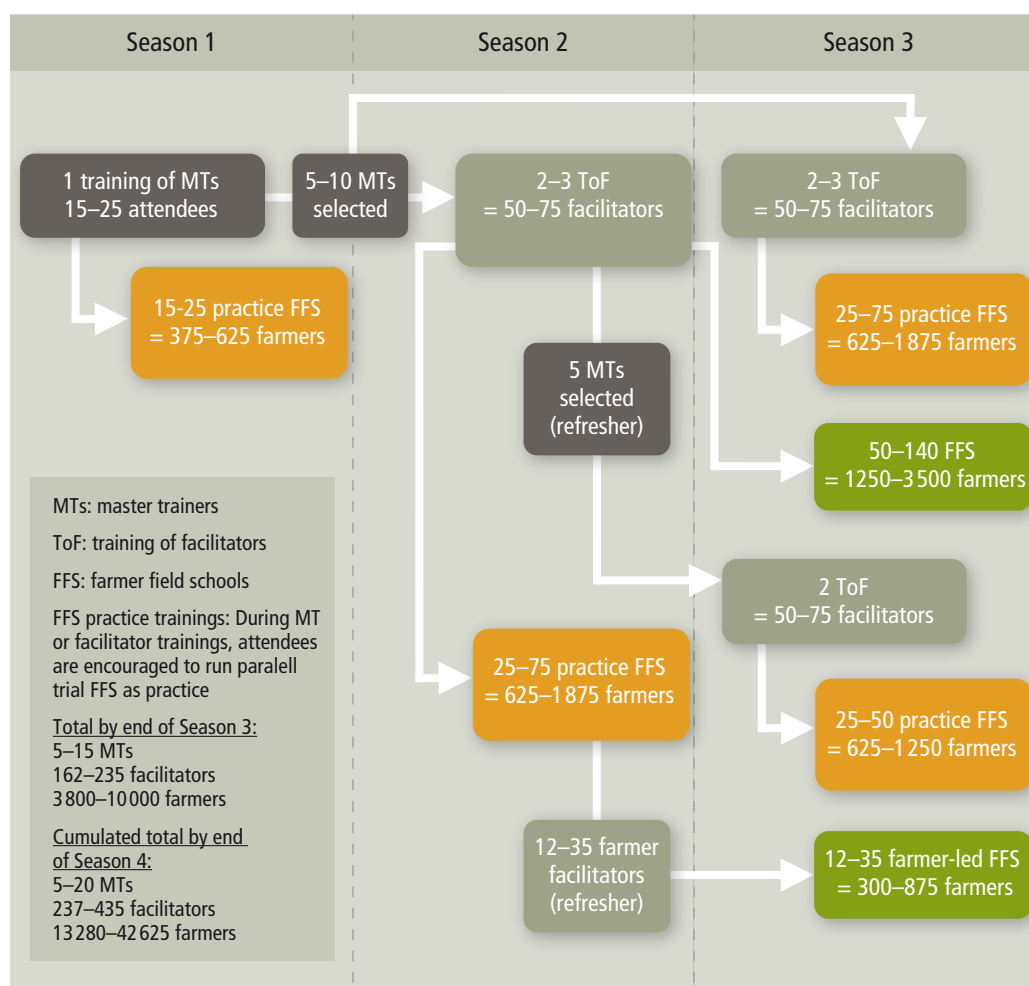 Season 1
Season 2
Season 3
1 training of MTs
15–25 attendees
5–10 MTs
selected
2–3 ToF
= 50–75 facilitators
2–3 ToF
= 50–75 facilitators
15-25 practice FFS
= 375–625 farmers
25–75 practice FFS
= 625–1 875 farmers
5 MTs
selected
(refresher)
50–140 FFS
= 1250–3 500 farmers
MTs: master trainers
ToF: training of facilitators
FFS: farmer field schools
FFS practice trainings: During MT
or facilitator trainings, attendees
are encouraged to run paralell
trial FFS as practice
Total by end of Season 3:
5–15 MTs
162–235 facilitators
3 800–10 000 farmers
Cumulated total by end
of Season 4:
5–20 MTs
237–435 facilitators
13 280–42 625 farmers
2 ToF
= 50–75 facilitators
25–75 practice FFS
= 625–1 875 farmers
25–50 practice FFS
= 625–1 250 farmers
12–35 farmer
facilitators
(refresher)
12–35 farmer-led FFS
= 300–875 farmers